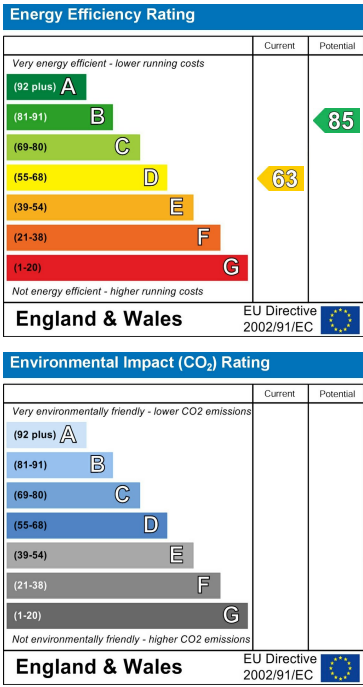 Energy Efficiency Rating
Current Potential
Very energy efficient - lower running costs
(92 plus) A
(81-91) B
85
(69-80) C
(55-68) D
63
(39-54) E
(21-38) F
(1-20) G
Not energy efficient - higher running costs
England & Wales
EU Directive
2002/91/EC
Environmental Impact (CO₂) Rating
Current Potential
Very environmentally friendly - lower CO2 emissions
(92 plus) A
(81-91) B
(69-80) C
(55-68) D
(39-54) E
(21-38) F
(1-20) G
Not environmentally friendly - higher CO2 emissions
England & Wales
EU Directive
2002/91/EC